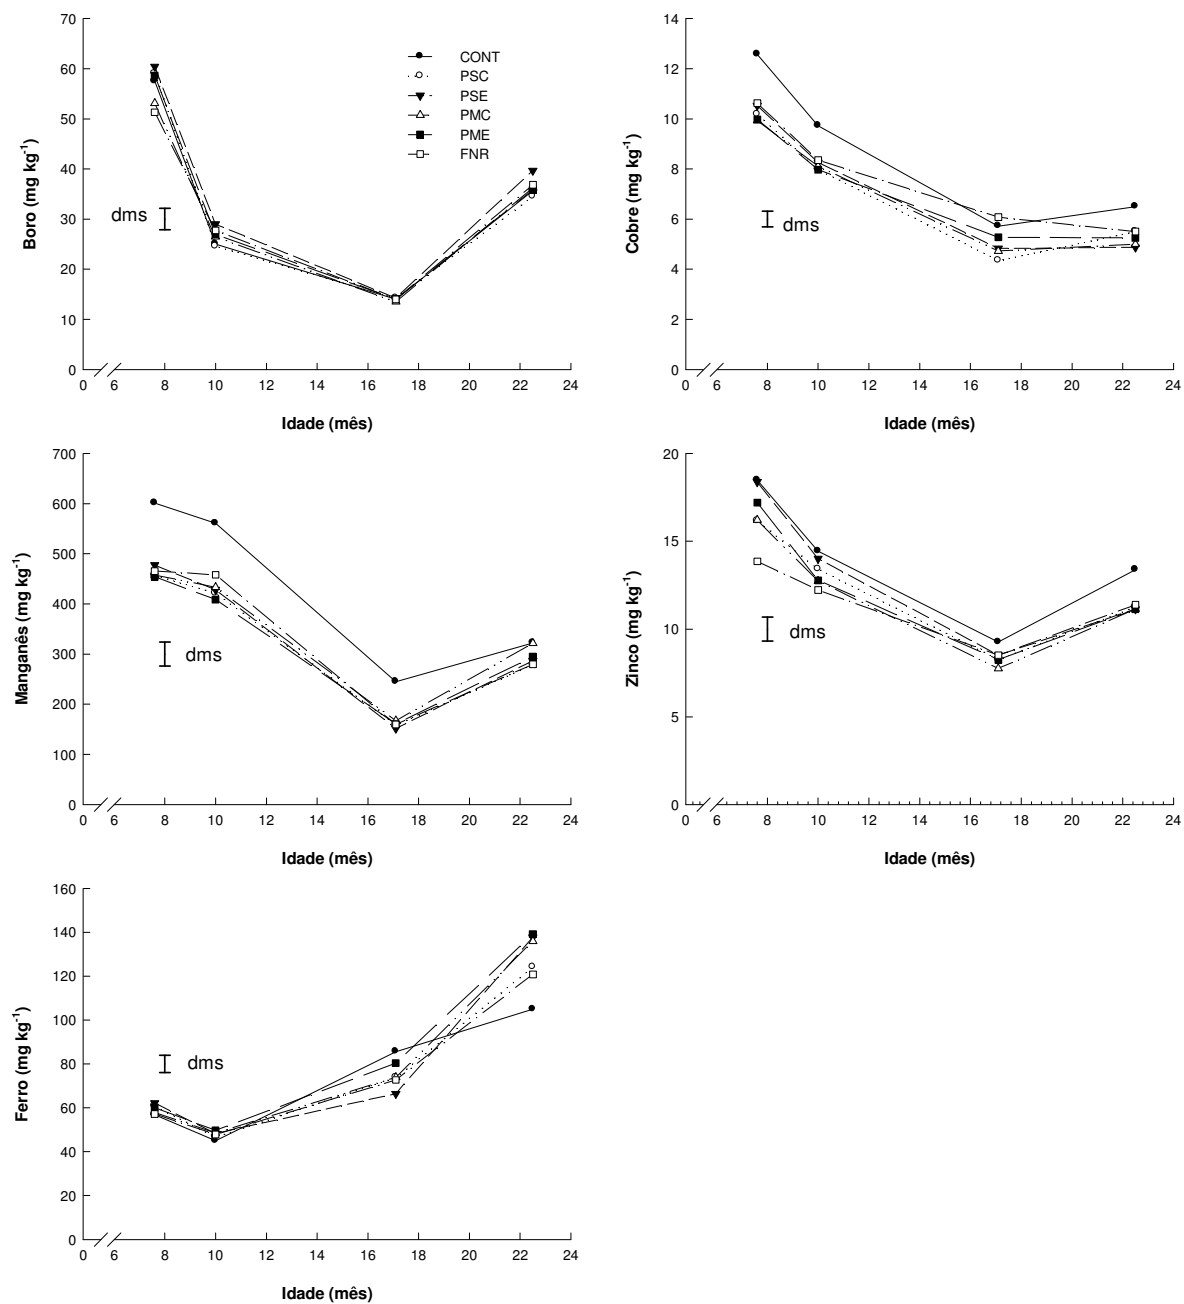 70
60
50
40
30
20
10
0
Boro (mg kg⁻¹)
CONT
PSC
PSE
PMC
PME
FNR
dms
0 6 8 10 12 14 16 18 20 22 24
Idade (mês)
14
12
10
8
6
4
2
0
Cobre (mg kg⁻¹)
dms
0 6 8 10 12 14 16 18 20 22 24
Idade (mês)
700
600
500
400
300
200
100
0
Manganês (mg kg⁻¹)
dms
0 6 8 10 12 14 16 18 20 22 24
Idade (mês)
20
15
10
5
0
Zinco (mg kg⁻¹)
dms
0 6 8 10 12 14 16 18 20 22 24
Idade (mês)
160
140
120
100
80
60
40
20
0
Ferro (mg kg⁻¹)
dms
0 6 8 10 12 14 16 18 20 22 24
Idade (mês)